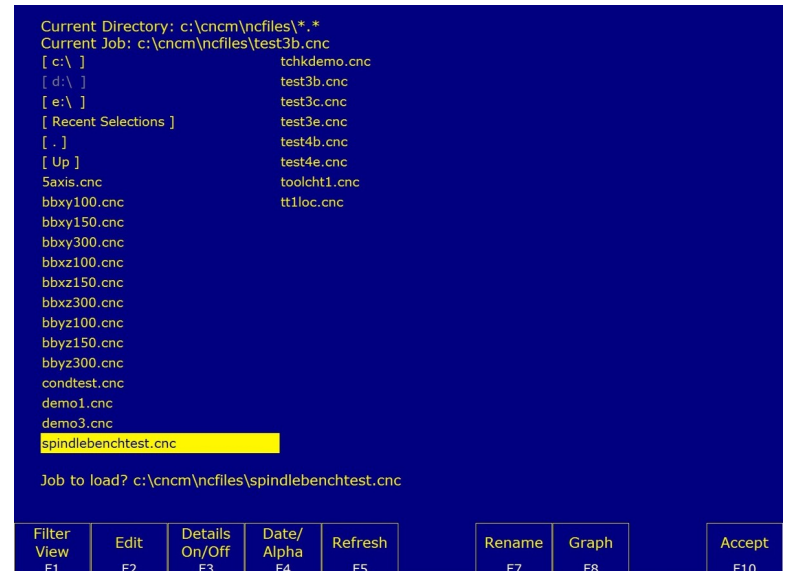 Current Directory: c:\cncm\ncfiles\*.*
Current Job: c:\cncm\ncfiles\test3b.cnc
[ c:\ ]
[ d:\ ]
[ e:\ ]
[ Recent Selections ]
[ . ]
[ Up ]
5axis.cnc
bbxy100.cnc
bbxy150.cnc
bbxy300.cnc
bbxz100.cnc
bbxz150.cnc
bbxz300.cnc
bbyz100.cnc
bbyz150.cnc
bbyz300.cnc
condtest.cnc
demo1.cnc
demo3.cnc
spindlebenchtest.cnc
tchkdemo.cnc
test3b.cnc
test3c.cnc
test3e.cnc
test4b.cnc
test4e.cnc
toolcht1.cnc
tt1loc.cnc
Job to load? c:\cncm\ncfiles\spindlebenchtest.cnc
Filter View F1
Edit F2
Details On/Off F3
Date/ Alpha F4
Refresh F5
Rename F7
Graph F8
Accept F10